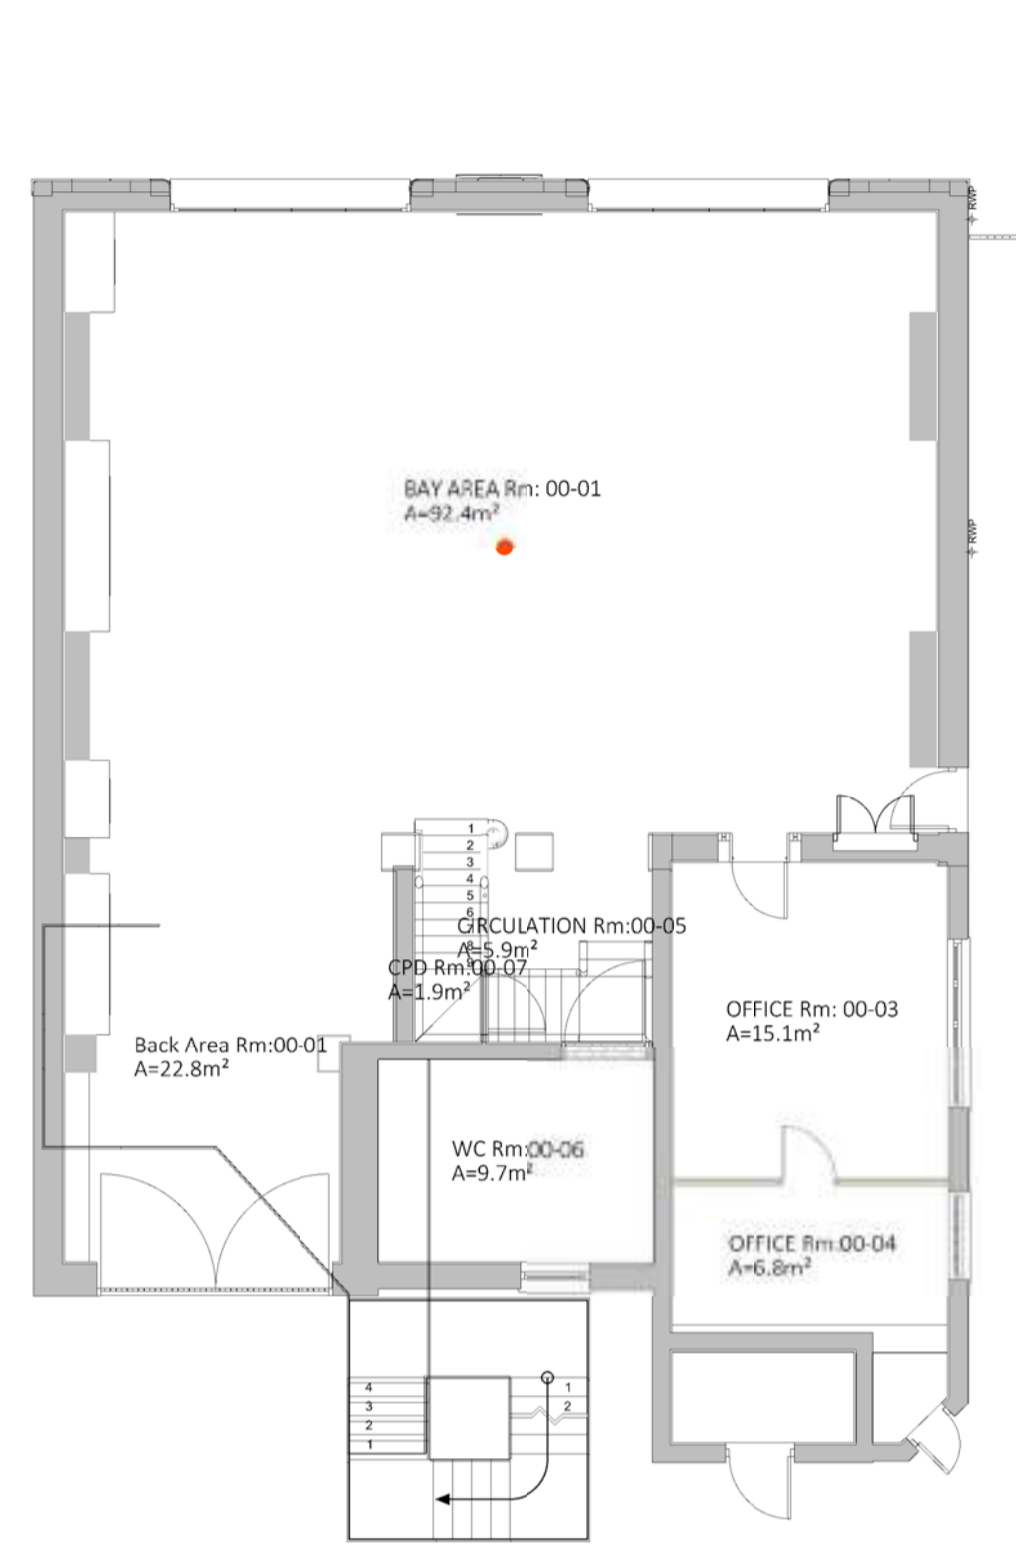 RWP
BAY AREA Rm: 00-01
A=92.4m²
RWP
1
2
3
4
5
6
7
8
9
CIRCULATION Rm:00-05
A=5.9m²
CPD Rm:00-07
A=1.9m²
OFFICE Rm: 00-03
A=15.1m²
Back Area Rm:00-01
A=22.8m²
WC Rm:00-06
A=9.7m²
OFFICE Rm:00-04
A=6.8m²
4
3
2
1
1
2